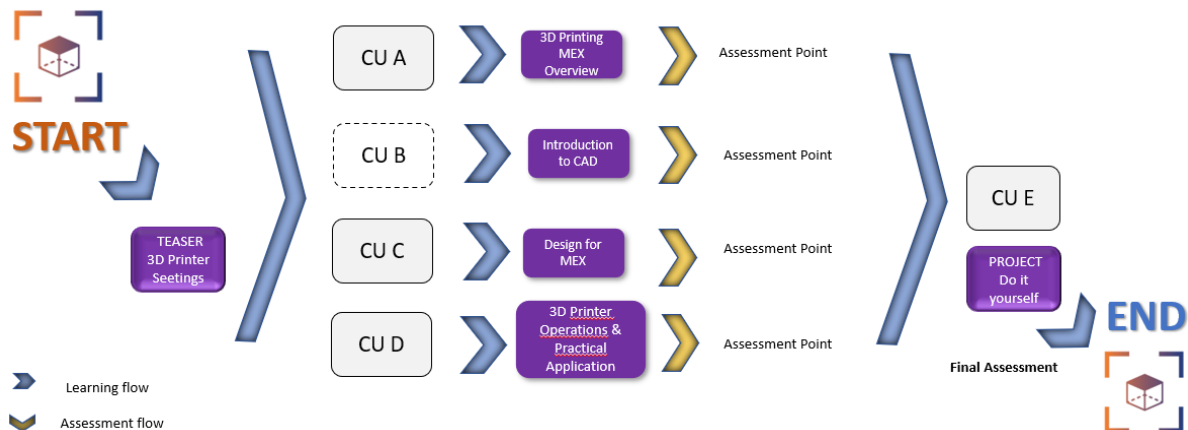 START
TEASER
3D Printer
Seetings
CU A
3D Printing
MEX
Overview
Assessment Point
CU B
Introduction
to CAD
Assessment Point
CU C
Design for
MEX
Assessment Point
CU D
3D Printer
Operations &
Practical
Application
Assessment Point
CU E
PROJECT
Do it
yourself
END
Final Assessment
Learning flow
Assessment flow